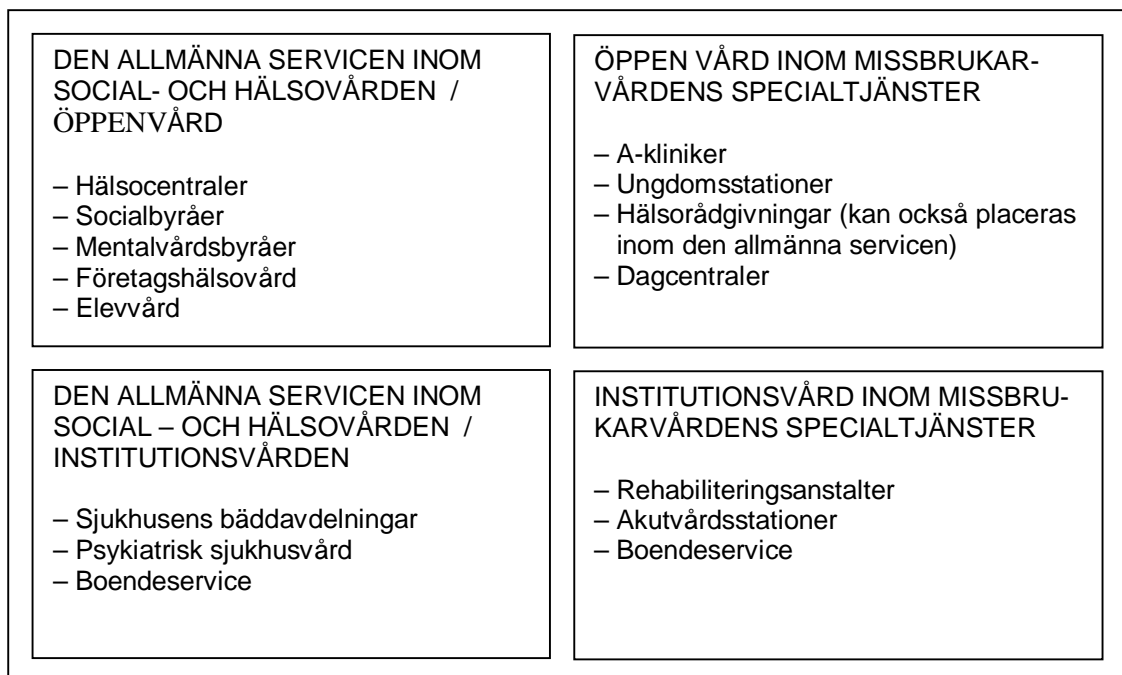 DEN ALLMÄNNA SERVICEN INOM
SOCIAL- OCH HÄLSOVÅRDEN /
ÖPPENVÅRD
– Hälsocentraler
– Socialbyråer
– Mentalvårdsbyråer
– Företagshälsovård
– Elevvård
ÖPPEN VÅRD INOM MISSBRUKAR-
VÅRDENS SPECIALTJÄNSTER
– A-kliniker
– Ungdomsstationer
– Hälsorådgivningar (kan också placeras
inom den allmänna servicen)
– Dagcentraler
DEN ALLMÄNNA SERVICEN INOM
SOCIAL – OCH HÄLSOVÅRDEN /
INSTITUTIONSVÅRDEN
– Sjukhusens bäddavdelningar
– Psykiatrisk sjukhusvård
– Boendeservice
INSTITUTIONSVÅRD INOM MISSBRU-
KARVÅRDENS SPECIALTJÄNSTER
– Rehabiliteringsanstalter
– Akutvårdsstationer
– Boendeservice